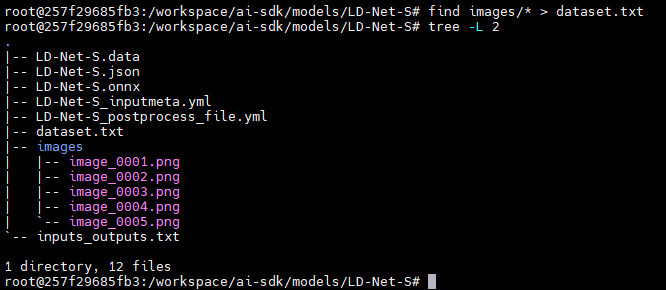 root@257f29685fb3:/workspace/ai-sdk/models/LD-Net-S# find images/* > dataset.txt
root@257f29685fb3:/workspace/ai-sdk/models/LD-Net-S# tree -L 2
.
|-- LD-Net-S.data
|-- LD-Net-S.json
|-- LD-Net-S.onnx
|-- LD-Net-S_inputmeta.yml
|-- LD-Net-S_postprocess_file.yml
|-- dataset.txt
|-- images
|   |-- image_0001.png
|   |-- image_0002.png
|   |-- image_0003.png
|   |-- image_0004.png
|   `-- image_0005.png
`-- inputs_outputs.txt

1 directory, 12 files
root@257f29685fb3:/workspace/ai-sdk/models/LD-Net-S#